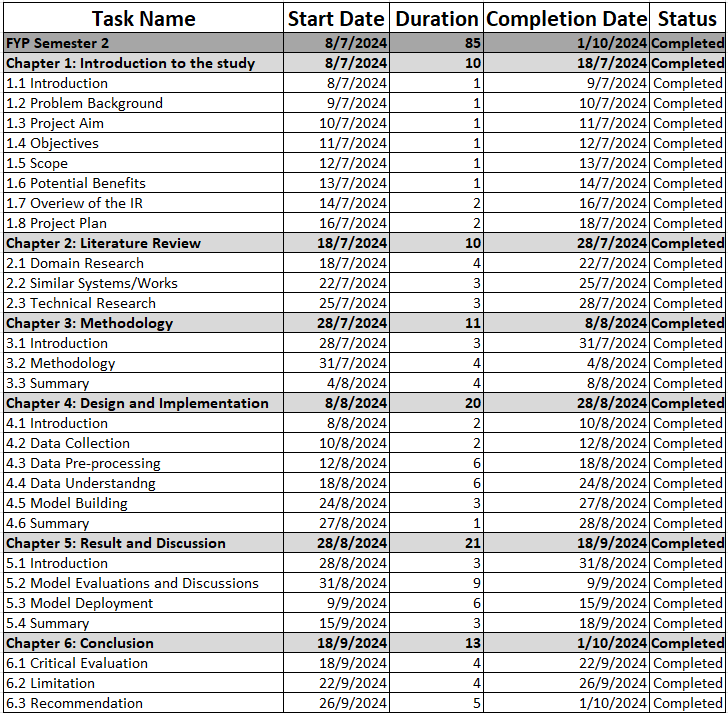 Task Name Start Date Duration Completion Date Status
FYP Semester 2 8/7/2024 85 1/10/2024 Completed
Chapter 1: Introduction to the study 8/7/2024 10 18/7/2024 Completed
1.1 Introduction 8/7/2024 1 9/7/2024 Completed
1.2 Problem Background 9/7/2024 1 10/7/2024 Completed
1.3 Project Aim 10/7/2024 1 11/7/2024 Completed
1.4 Objectives 11/7/2024 1 12/7/2024 Completed
1.5 Scope 12/7/2024 1 13/7/2024 Completed
1.6 Potential Benefits 13/7/2024 1 14/7/2024 Completed
1.7 Overiew of the IR 14/7/2024 2 16/7/2024 Completed
1.8 Project Plan 16/7/2024 2 18/7/2024 Completed
Chapter 2: Literature Review 18/7/2024 10 28/7/2024 Completed
2.1 Domain Research 18/7/2024 4 22/7/2024 Completed
2.2 Similar Systems/Works 22/7/2024 3 25/7/2024 Completed
2.3 Technical Research 25/7/2024 3 28/7/2024 Completed
Chapter 3: Methodology 28/7/2024 11 8/8/2024 Completed
3.1 Introduction 28/7/2024 3 31/7/2024 Completed
3.2 Methodology 31/7/2024 4 4/8/2024 Completed
3.3 Summary 4/8/2024 4 8/8/2024 Completed
Chapter 4: Design and Implementation 8/8/2024 20 28/8/2024 Completed
4.1 Introduction 8/8/2024 2 10/8/2024 Completed
4.2 Data Collection 10/8/2024 2 12/8/2024 Completed
4.3 Data Pre-processing 12/8/2024 6 18/8/2024 Completed
4.4 Data Understandng 18/8/2024 6 24/8/2024 Completed
4.5 Model Building 24/8/2024 3 27/8/2024 Completed
4.6 Summary 27/8/2024 1 28/8/2024 Completed
Chapter 5: Result and Discussion 28/8/2024 21 18/9/2024 Completed
5.1 Introduction 28/8/2024 3 31/8/2024 Completed
5.2 Model Evaluations and Discussions 31/8/2024 9 9/9/2024 Completed
5.3 Model Deployment 9/9/2024 6 15/9/2024 Completed
5.4 Summary 15/9/2024 3 18/9/2024 Completed
Chapter 6: Conclusion 18/9/2024 13 1/10/2024 Completed
6.1 Critical Evaluation 18/9/2024 4 22/9/2024 Completed
6.2 Limitation 22/9/2024 4 26/9/2024 Completed
6.3 Recommendation 26/9/2024 5 1/10/2024 Completed